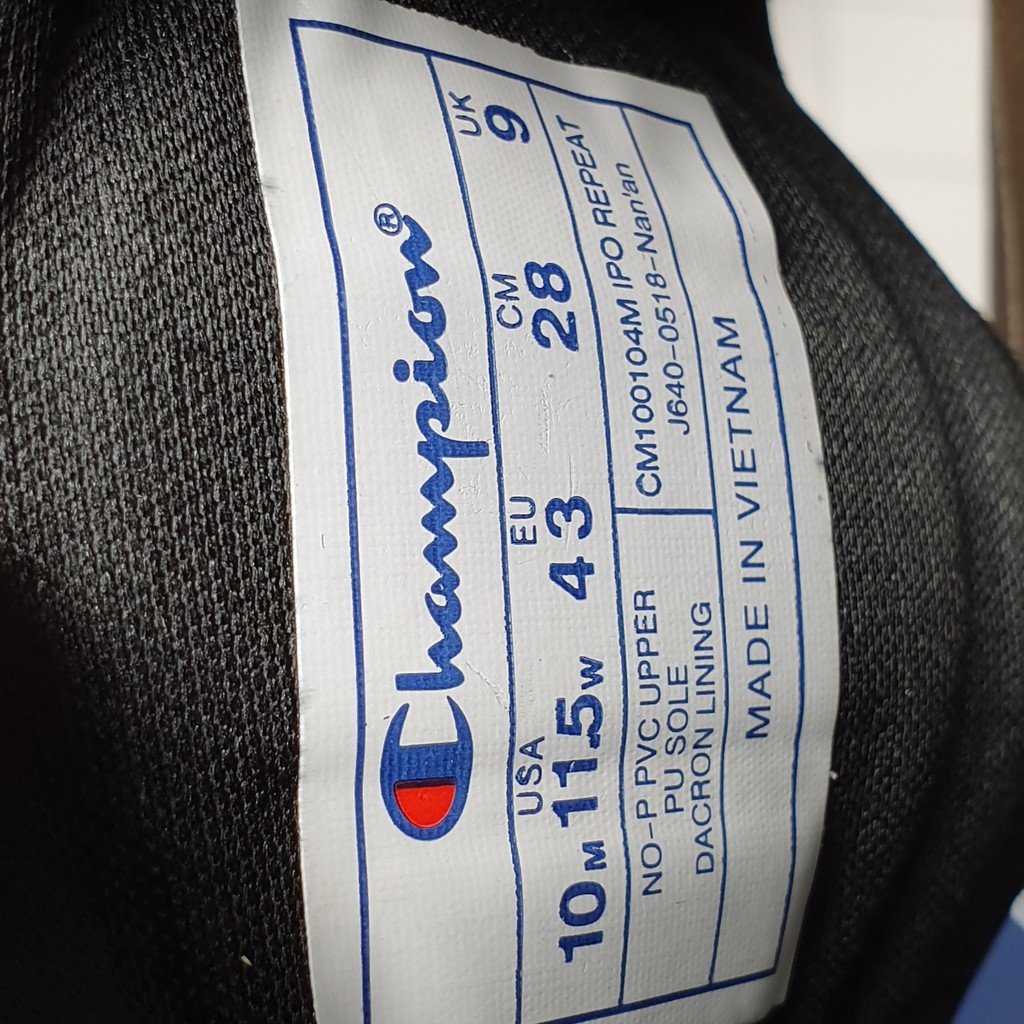 Champion®
USA EU CM UK
10M 11.5W 43 28 9
NO-P PVC UPPER
PU SOLE
DACRON LINING
CM100104M IPO REPEAT
J640-0518-Nan'an
MADE IN VIETNAM